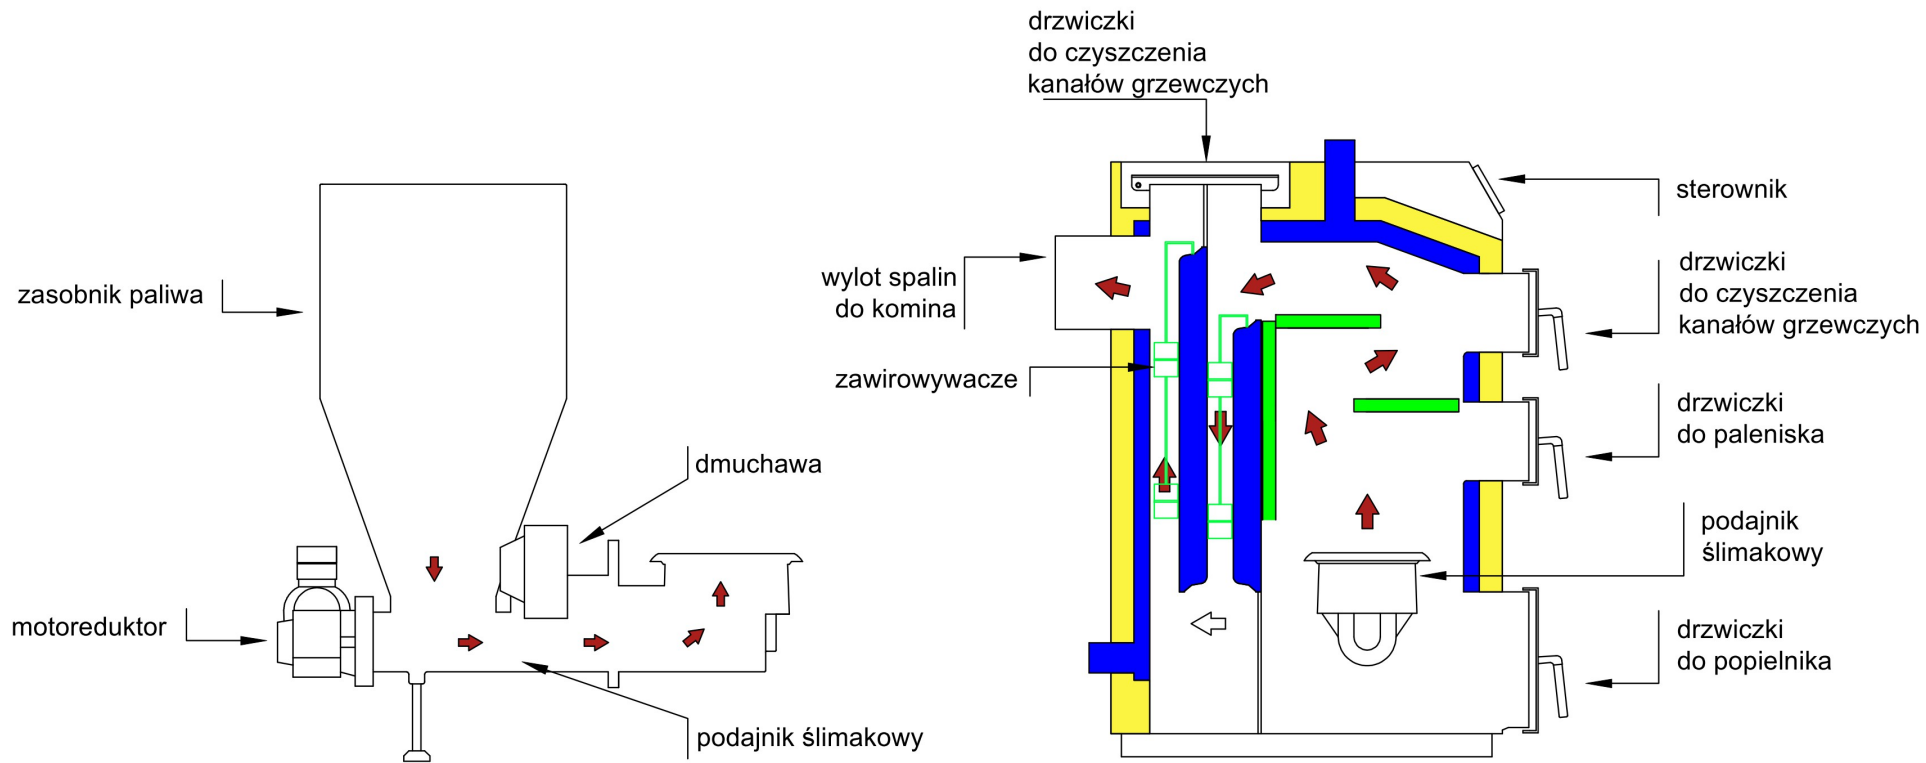 zasobnik paliwa
motoreduktor
dmuchawa
podajnik ślimakowy
drzwiczki
do czyszczenia
kanałów grzewczych
wylot spalin
do komina
zawirowywacze
sterownik
drzwiczki
do czyszczenia
kanałów grzewczych
drzwiczki
do paleniska
podajnik
ślimakowy
drzwiczki
do popielnika